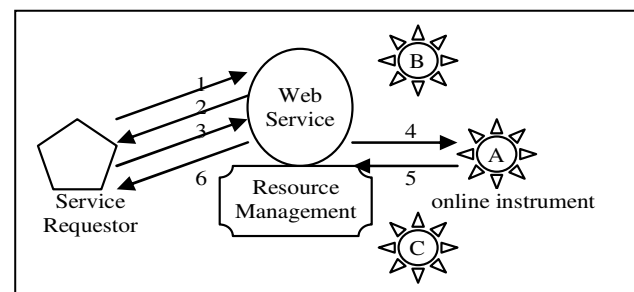 B
1
2
3
Web
Service
4
A
5
6
Resource
Management
Service
Requestor
online instrument
C